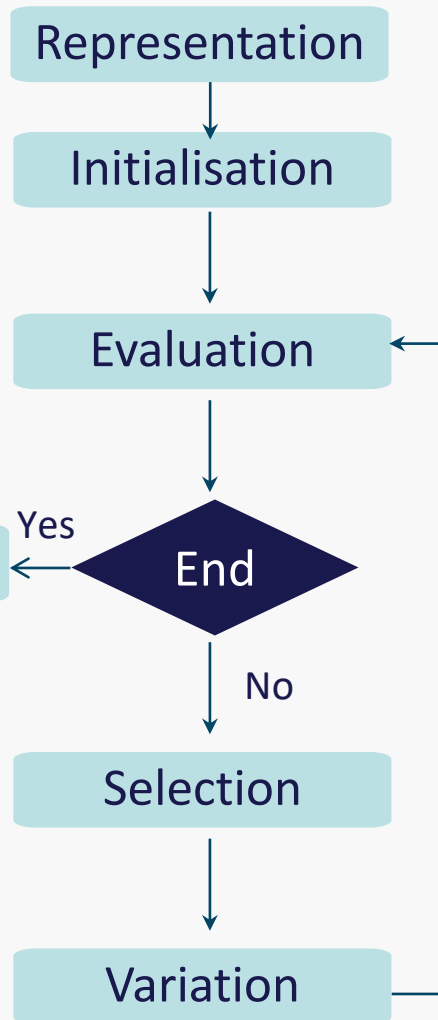 Representation
Initialisation
Evaluation
Yes
End
No
Selection
Variation